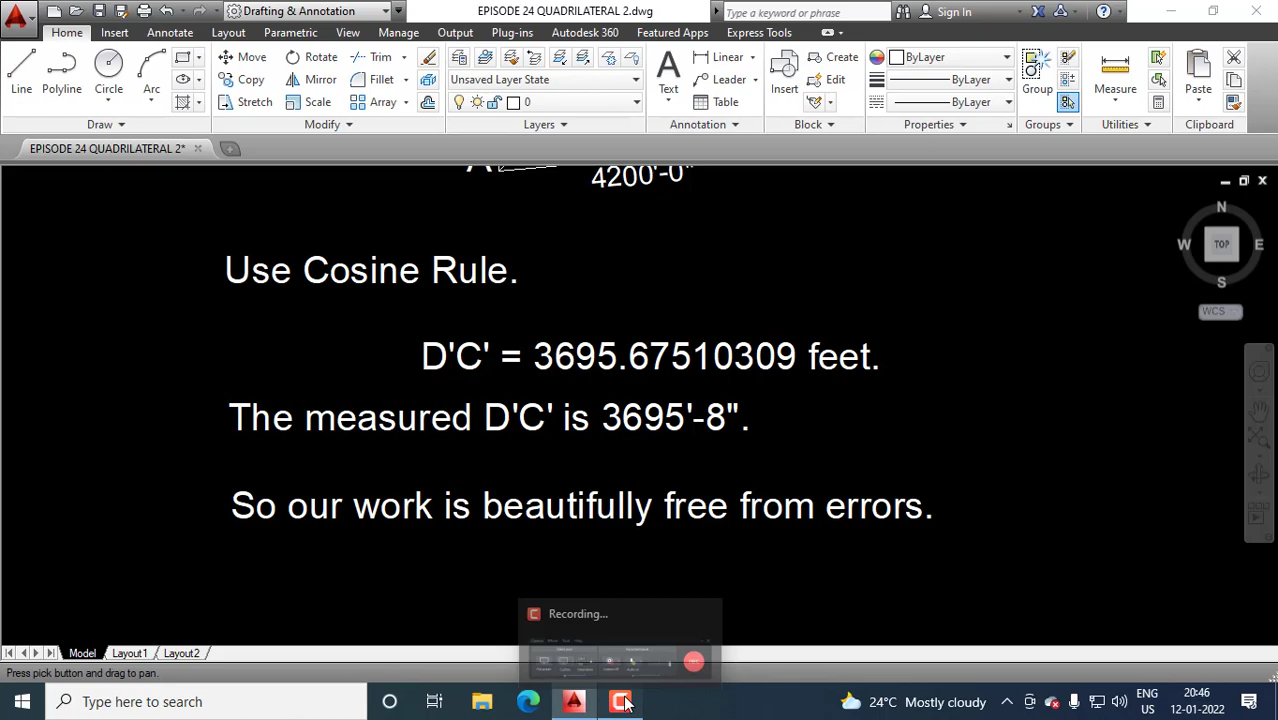 Drafting & Annotation
EPISODE 24 QUADRILATERAL 2.dwg
Type a keyword or phrase
Sign In
Home Insert Annotate Layout Parametric View Manage Output Plug-ins Autodesk 360 Featured Apps Express Tools
Line Polyline Circle Arc
Move Rotate Trim
Copy Mirror Fillet
Stretch Scale Array
Unsaved Layer State
0
Text
Linear
Leader
Table
Insert
Create
Edit
ByLayer
ByLayer
ByLayer
Group
Measure
Paste
Draw Modify Layers Annotation Block Properties Groups Utilities Clipboard
EPISODE 24 QUADRILATERAL 2*
4200'-0"
N
W TOP E
S
WCS
Use Cosine Rule.
D'C' = 3695.67510309 feet.
The measured D'C' is 3695'-8".
So our work is beautifully free from errors.
Recording...
Model Layout1 Layout2
Press pick button and drag to pan.
Type here to search
24°C Mostly cloudy
ENG
US
20:46
12-01-2022